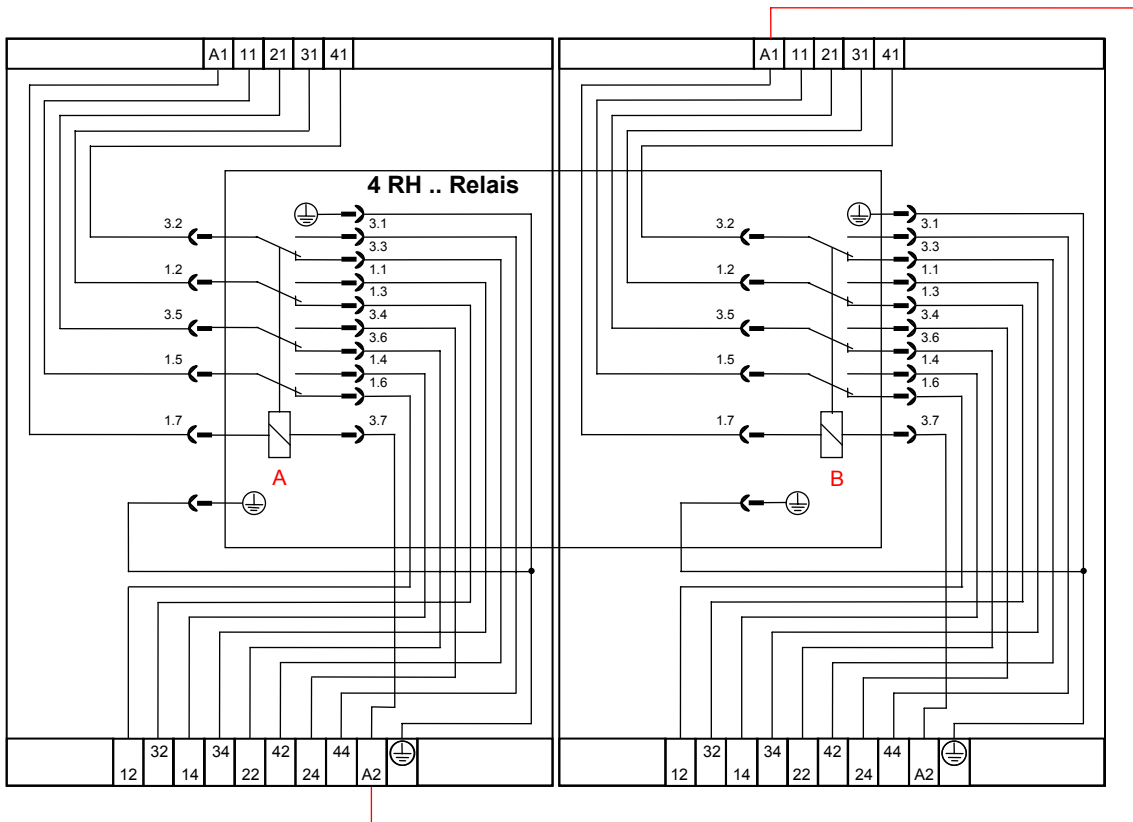 A1 11 21 31 41 A1 11 21 31 41
4 RH .. Relais
3.2 3.1 3.2 3.1
3.3 3.3
1.2 1.1 1.2 1.1
1.3 1.3
3.5 3.4 3.5 3.4
3.6 3.6
1.5 1.4 1.5 1.4
1.6 1.6
1.7 3.7 1.7 3.7
A B
32 34 42 44 32 34 42 44
12 14 22 24 A2 12 14 22 24 A2